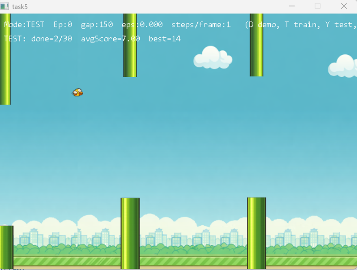 task5
Mode:TEST  Ep:0  gap:150  eps:0.000  steps/frame:1  (D demo, T train, Y test,
TEST: done=2/30  avgScore=7.00  best=14